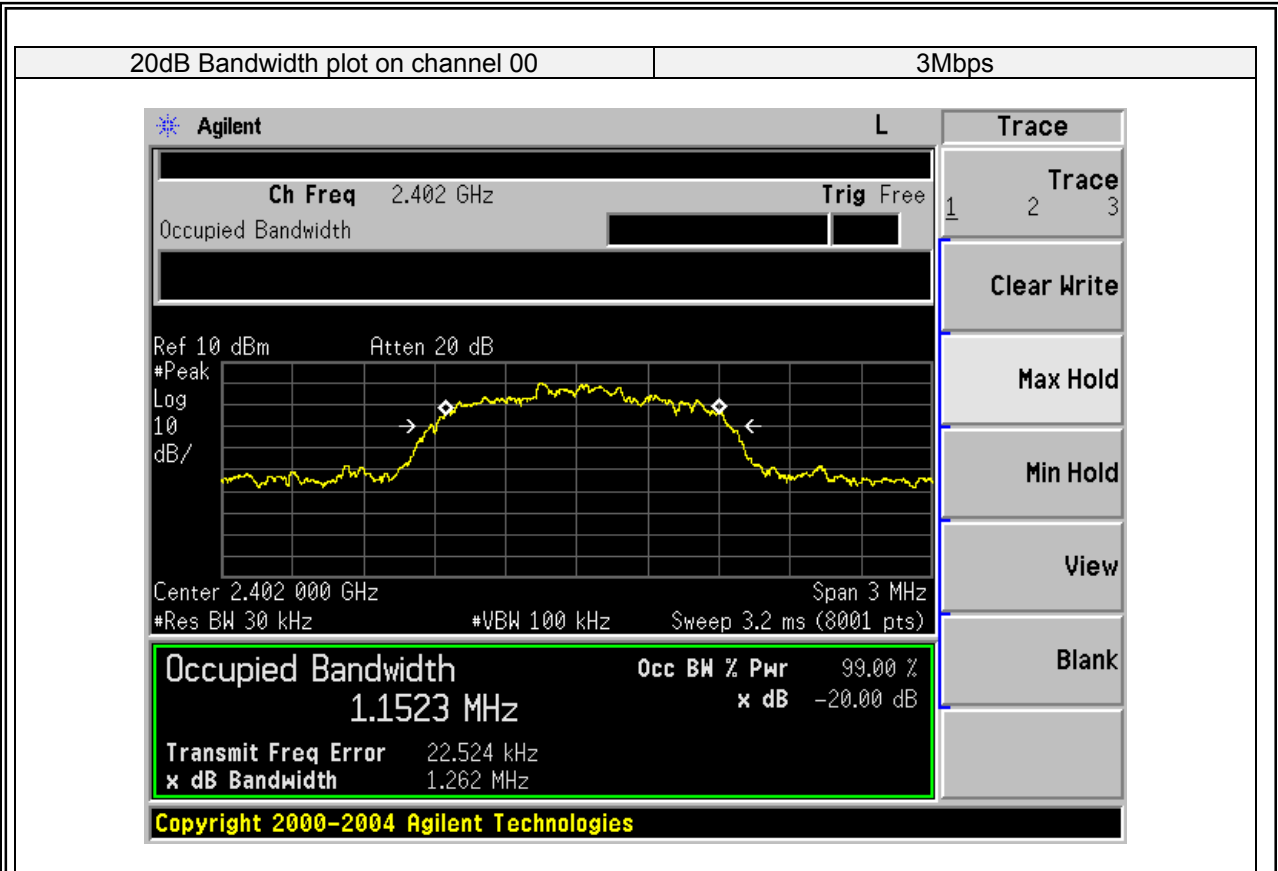 20dB Bandwidth plot on channel 00 3Mbps
Agilent L Trace
Ch Freq 2.402 GHz Trig Free
Occupied Bandwidth
Trace
1 2 3
Clear Write
Max Hold
Min Hold
View
Blank
Ref 10 dBm Atten 20 dB
#Peak
Log
10
dB/
Center 2.402 000 GHz Span 3 MHz
#Res BW 30 kHz #VBW 100 kHz Sweep 3.2 ms (8001 pts)
Occupied Bandwidth Occ BW % Pwr 99.00 %
1.1523 MHz x dB -20.00 dB
Transmit Freq Error 22.524 kHz
x dB Bandwidth 1.262 MHz
Copyright 2000-2004 Agilent Technologies